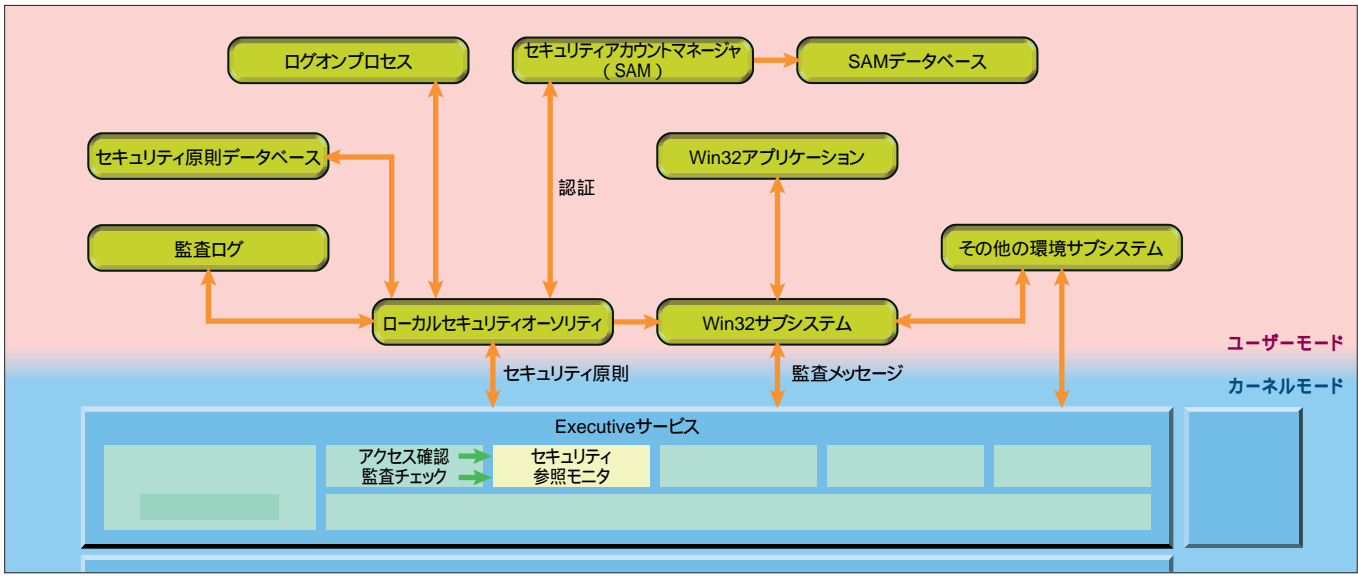 ログオンプロセス
セキュリティアカウントマネージャ
（SAM）
SAMデータベース
セキュリティ原則データベース
Win32アプリケーション
認証
監査ログ
その他の環境サブシステム
ローカルセキュリティオーソリティ
Win32サブシステム
ユーザーモード
セキュリティ原則
監査メッセージ
カーネルモード
Executiveサービス
アクセス確認
監査チェック
セキュリティ
参照モニタ